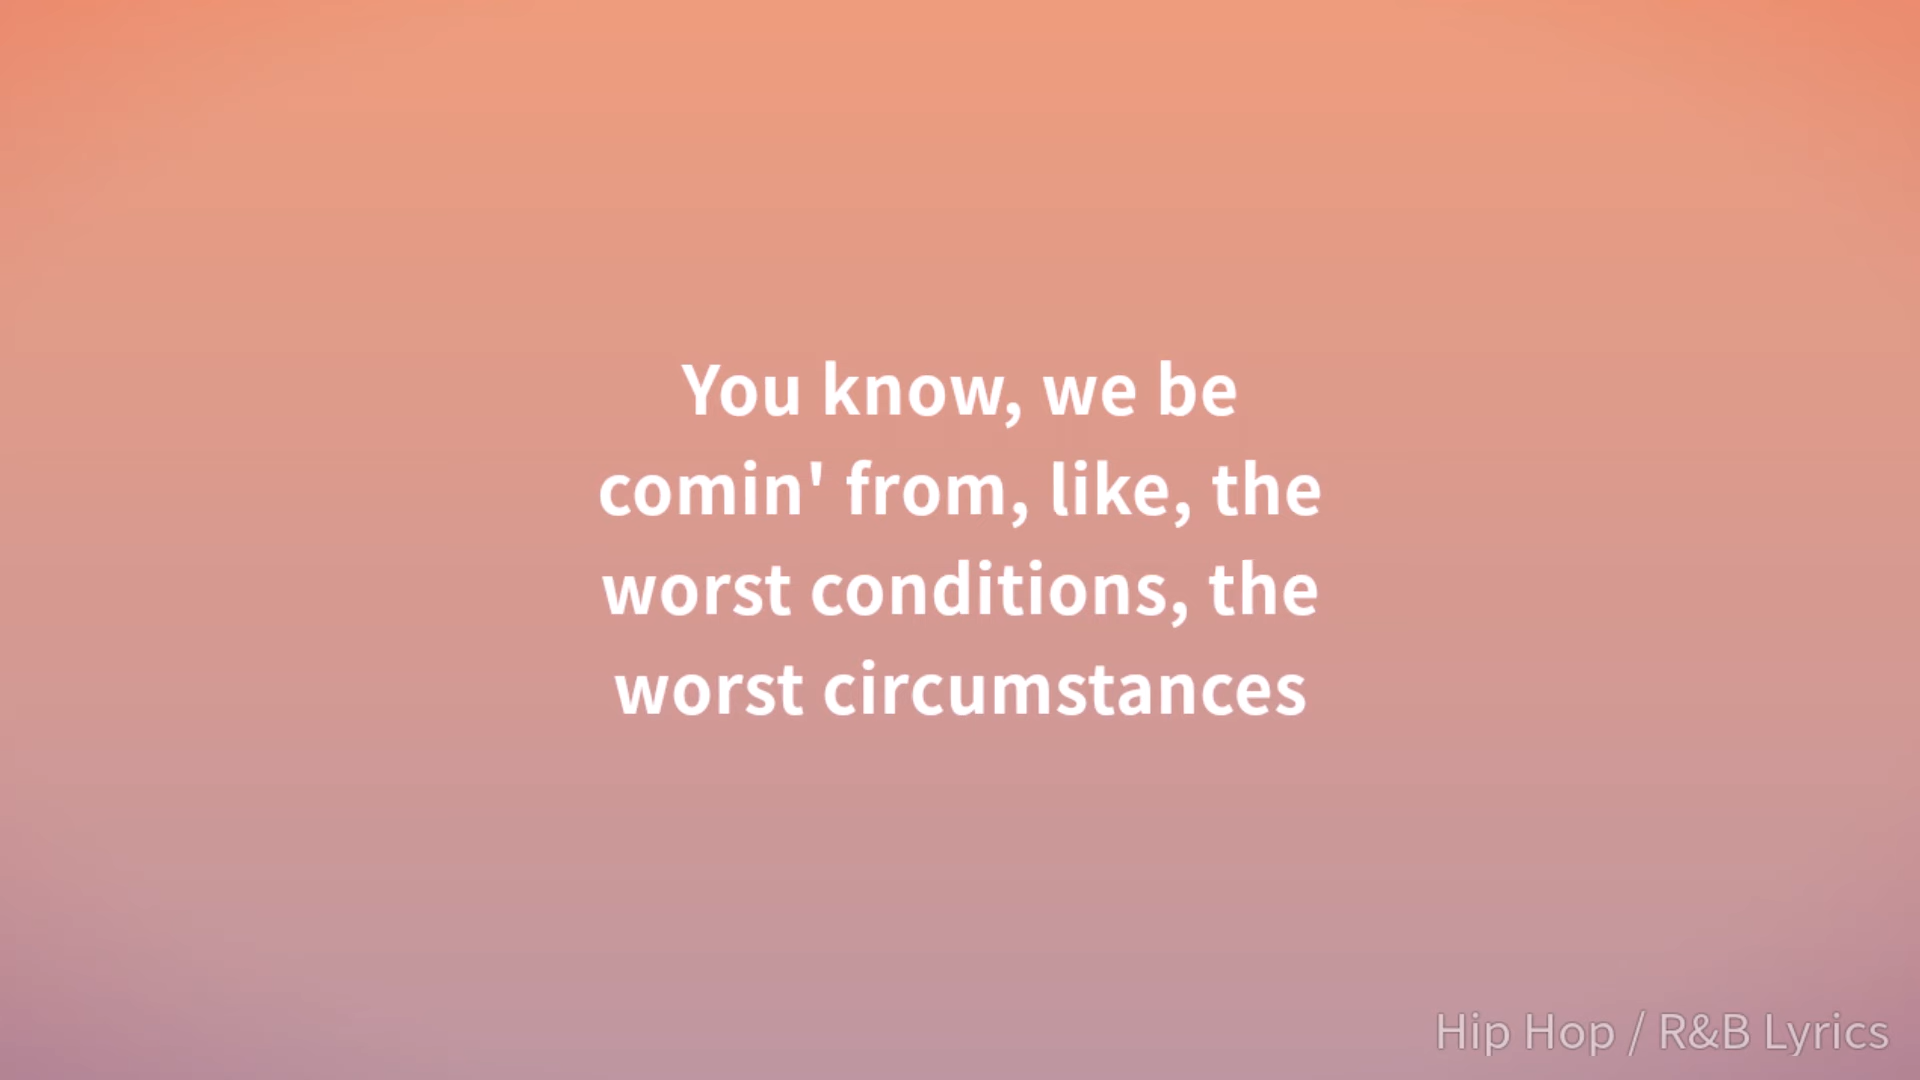 You know, we be
comin' from, like, the
worst conditions, the
worst circumstances
Hip Hop / R&B Lyrics